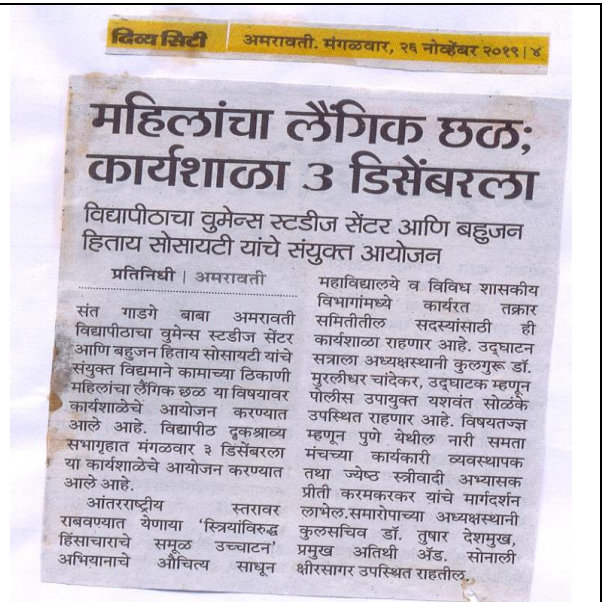 दिव्य सिटी | अमरावती. मंगळवार, २६ नोव्हेंबर २०१९|४
महिलांचा लैंगिक छळ;
कार्यशाळा 3 डिसेंबरला
विद्यापीठाचा वुमेन्स स्टडीज सेंटर आणि बहुजन
हिताय सोसायटी यांचे संयुक्त आयोजन
प्रतिनिधी | अमरावती
संत गाडगे बाबा अमरावती
विद्यापीठाचा वुमेन्स स्टडीज सेंटर
आणि बहुजन हिताय सोसायटी यांचे
संयुक्त विद्यमाने कामाच्या ठिकाणी
महिलांचा लैंगिक छळ या विषयावर
कार्यशाळेचे आयोजन करण्यात
आले आहे. विद्यापीठ दृकश्राव्य
सभागृहात मंगळवार ३ डिसेंबरला
या कार्यशाळेचे आयोजन करण्यात
आले आहे.
आंतरराष्ट्रीय स्तरावर
राबवण्यात येणाया ‘स्त्रियांविरुद्ध
हिंसाचाराचे समूळ उच्चाटन’
अभियानाचे औचित्य साधून
महाविद्यालये व विविध शासकीय
विभागांमध्ये कार्यरत तक्रार
समितीतील सदस्यांसाठी ही
कार्यशाळा राहणार आहे. उद्घाटन
सत्राला अध्यक्षस्थानी कुलगुरू डॉ.
मुरलीधर चांदेकर, उद्घाटक म्हणून
पोलीस उपायुक्त यशवंत सोळंके
उपस्थित राहणार आहे. विषयतज्ज्ञ
म्हणून पुणे येथील नारी समता
मंचच्या कार्यकारी व्यवस्थापक
तथा ज्येष्ठ स्त्रीवादी अभ्यासक
प्रीती करमकरकर यांचे मार्गदर्शन
लाभेल.समारोपाच्या अध्यक्षस्थानी
कुलसचिव डॉ. तुषार देशमुख,
प्रमुख अतिथी अॅड. सोनाली
क्षीरसागर उपस्थित राहतील.